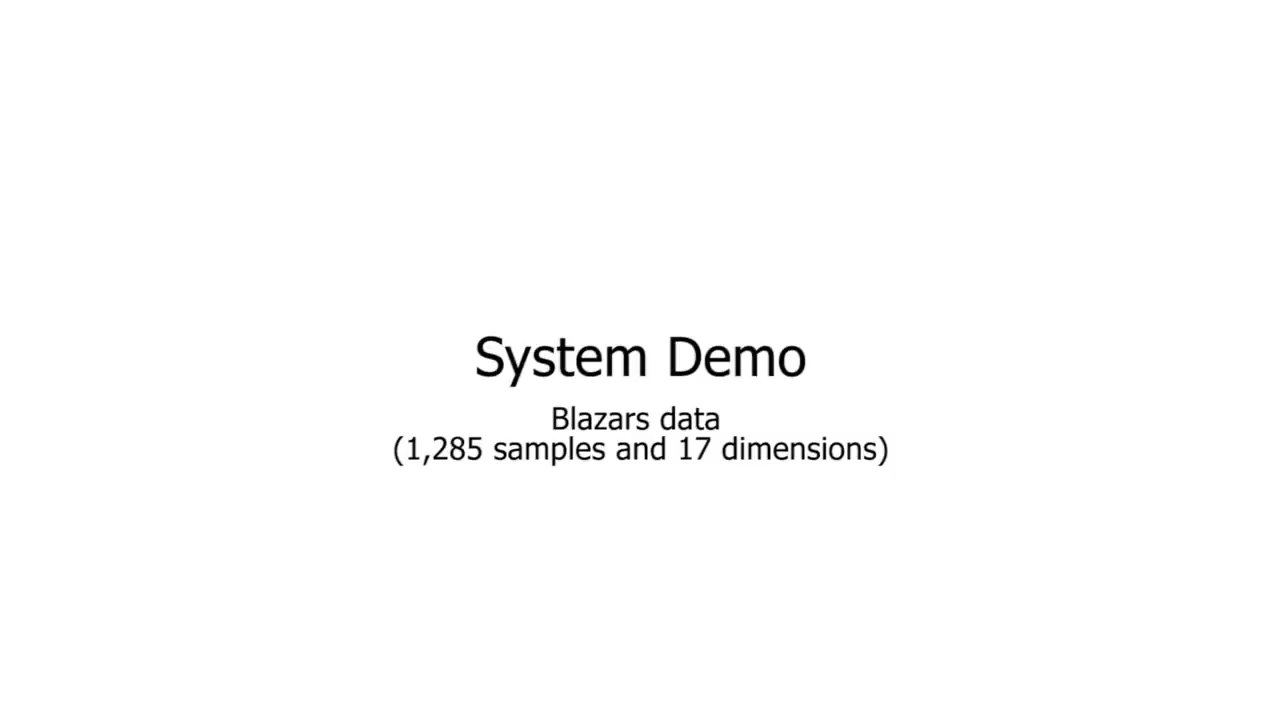 System Demo
Blazars data
(1,285 samples and 17 dimensions)